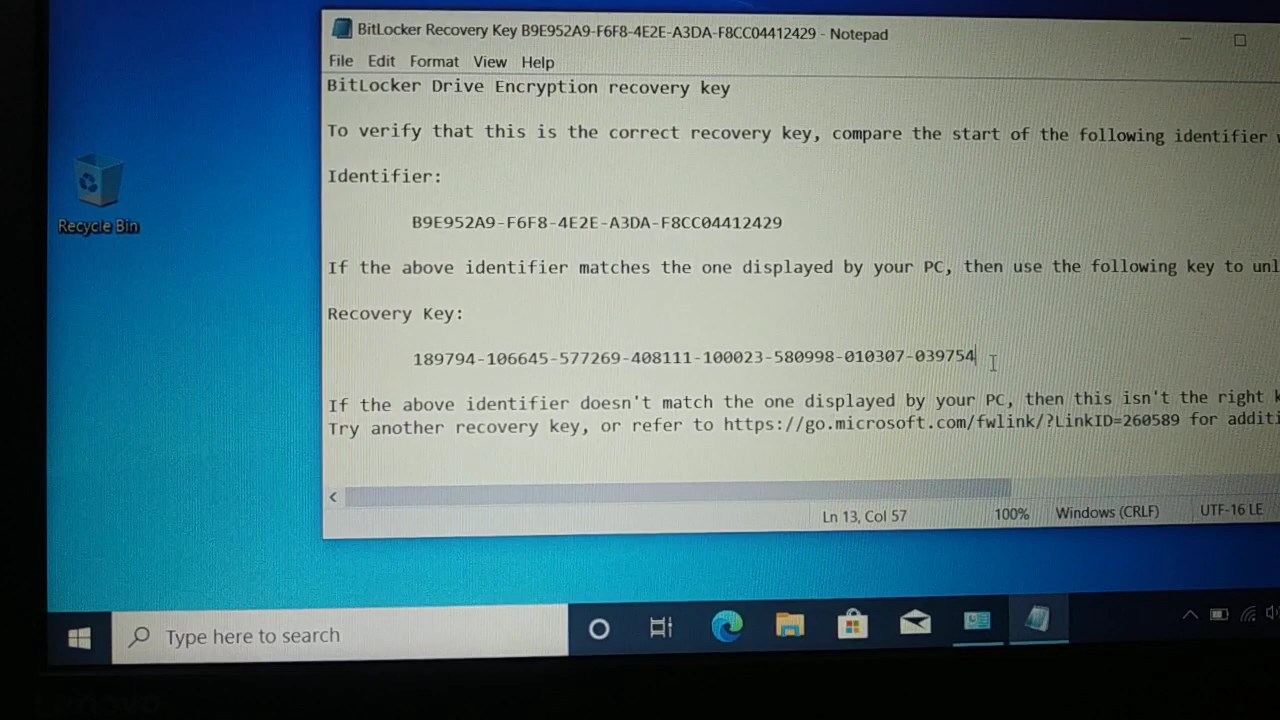 BitLocker Recovery Key B9E952A9-F6F8-4E2E-A3DA-F8CC04412429 - Notepad
File Edit Format View Help
BitLocker Drive Encryption recovery key
To verify that this is the correct recovery key, compare the start of the following identifier
Identifier:
B9E952A9-F6F8-4E2E-A3DA-F8CC04412429
If the above identifier matches the one displayed by your PC, then use the following key to unl
Recovery Key:
189794-106645-577269-408111-100023-580998-010307-039754
If the above identifier doesn't match the one displayed by your PC, then this isn't the right k
Try another recovery key, or refer to https://go.microsoft.com/fwlink/?LinkID=260589 for additi
Ln 13, Col 57 100% Windows (CRLF) UTF-16 LE
Recycle Bin
Type here to search